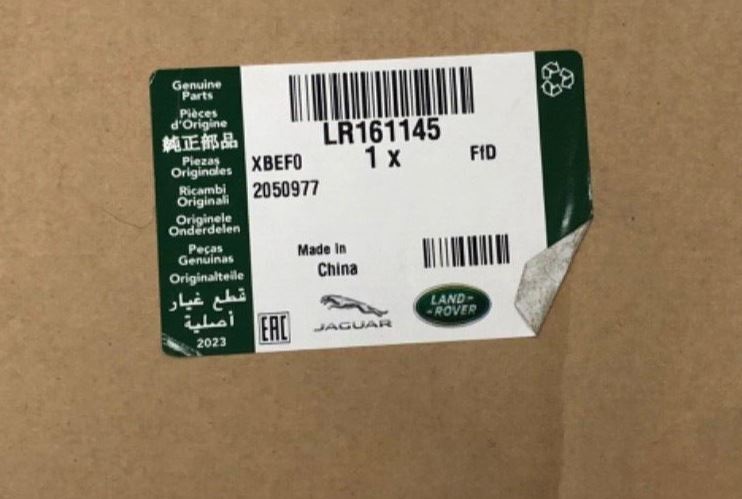 Genuine
Parts
Pièces
d'Origine
純正部品
Piezas
Originales
Ricambi
Originali
Originele
Onderdelen
Peças
Genuinas
Originalteile
قطع غيار
أصلية
2023
LR161145
XBEF0
1 x
FfD
2050977
Made In
China
EAC
JAGUAR
LAND-
-ROVER